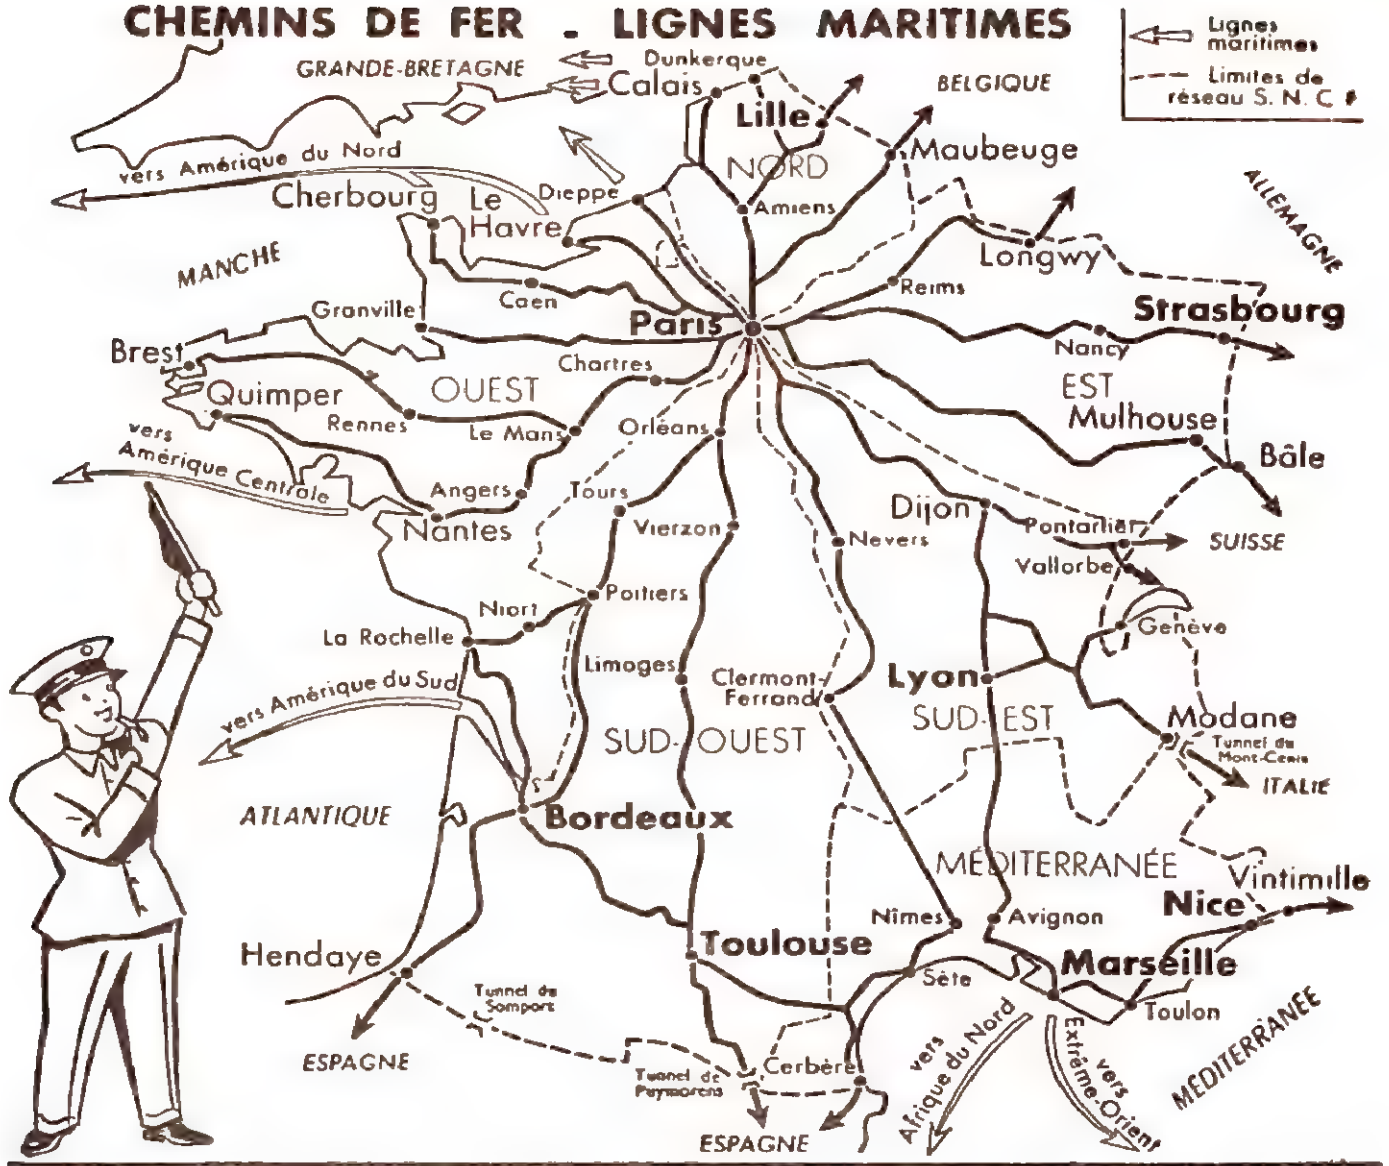 CHEMINS DE FER - LIGNES MARITIMES
Lignes
maritimes
Limites de
réseau S. N. C
GRANDE-BRETAGNE
Dunkerque
Calais
Lille
BELGIQUE
NORD
Maubeuge
vers Amérique du Nord
Cherbourg
Le
Havre
Dieppe
Amiens
Longwy
ALLEMAGNE
MANCHE
Caen
Reims
Granville
Paris
Strasbourg
Nancy
Brest
Chartres
EST
OUEST
Quimper
Mulhouse
Rennes
Le Mans
Orléans
Bâle
vers
Amérique Centrale
Angers
Tours
Nantes
Vierzon
Dijon
Pontarlier
Nevers
SUISSE
Vallorbe
Poitiers
Niort
La Rochelle
Genève
Limoges
Clermont-
Ferrand
Lyon
vers Amérique du Sud
SUD-OUEST
SUD-EST
Modane
Tunnel du
Mont-Cenis
ITALIE
ATLANTIQUE
Bordeaux
MÉDITERRANÉE
Vintimille
Nice
Nîmes
Avignon
Toulouse
Hendaye
Marseille
Sète
Toulon
Tunnel du
Somport
ESPAGNE
Cerbère
Tunnel de
Puymorens
vers
Afrique du Nord
vers
Extrême-Orient
MÉDITERRANÉE
ESPAGNE